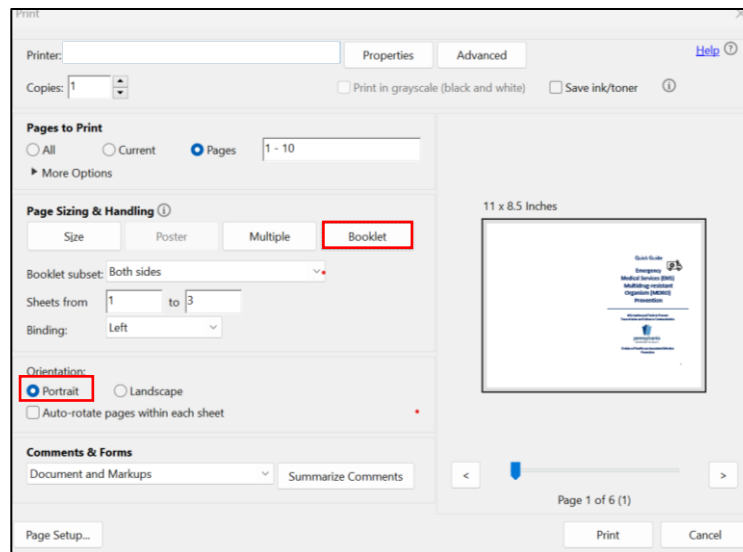 Print
Printer: Properties Advanced Help
Copies: 1 Print in grayscale (black and white) Save ink/toner
Pages to Print
All Current Pages 1 - 10
More Options
Page Sizing & Handling
Size Poster Multiple Booklet
Booklet subset: Both sides
Sheets from 1 to 3
Binding: Left
Orientation:
Portrait Landscape
Auto-rotate pages within each sheet
Comments & Forms
Document and Markups Summarize Comments
Page Setup...
11 x 8.5 Inches
Quick Guide
Emergency
Medical Services (EMS)
Multidrug-resistant
Organism (MDRO)
Prevention
pennsylvania
< >
Page 1 of 6 (1)
Print Cancel